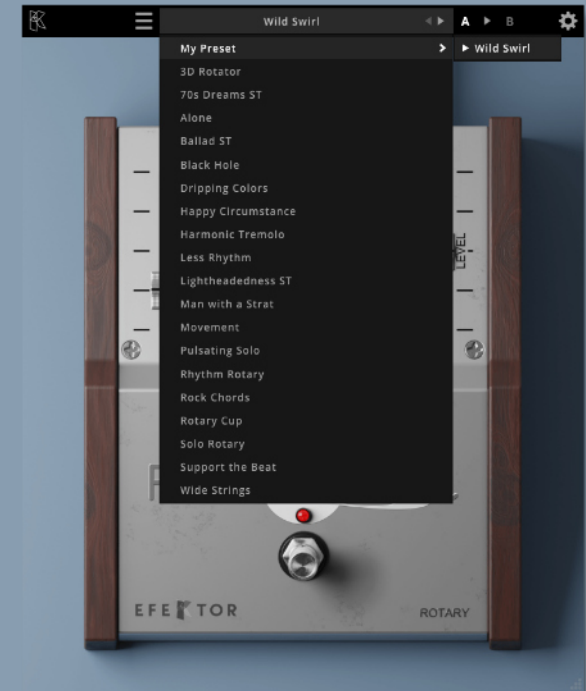 Wild Swirl
A B
My Preset
Wild Swirl
3D Rotator
70s Dreams ST
Alone
Ballad ST
Black Hole
Dripping Colors
Happy Circumstance
Harmonic Tremolo
Less Rhythm
Lightheadedness ST
Man with a Strat
Movement
Pulsating Solo
Rhythm Rotary
Rock Chords
Rotary Cup
Solo Rotary
Support the Beat
Wide Strings
LEVEL
EFEKTOR
ROTARY